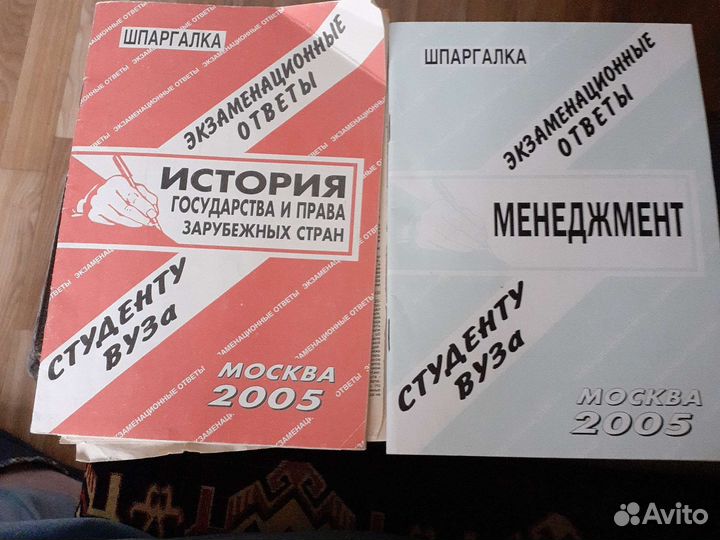 ШПАРГАЛКА
ЭКЗАМЕНАЦИОННЫЕ
ОТВЕТЫ
ИСТОРИЯ
ГОСУДАРСТВА И ПРАВА
ЗАРУБЕЖНЫХ СТРАН
СТУДЕНТУ
ВУЗа
МОСКВА
2005
ШПАРГАЛКА
ЭКЗАМЕНАЦИОННЫЕ
ОТВЕТЫ
МЕНЕДЖМЕНТ
СТУДЕНТУ
ВУЗа
МОСКВА
2005
Avito